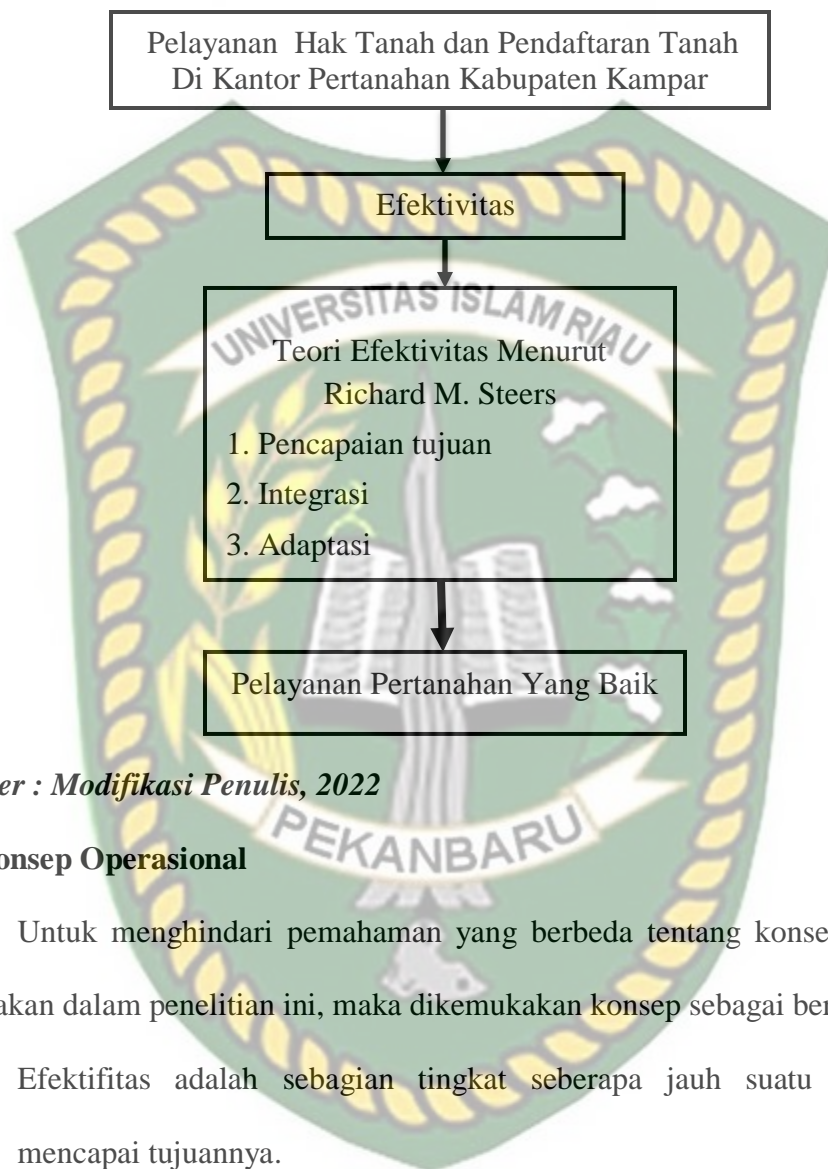 Pelayanan Hak Tanah dan Pendaftaran Tanah
Di Kantor Pertanahan Kabupaten Kampar
Efektivitas
UNIVERSITAS ISLAM RIAU
Teori Efektivitas Menurut
Richard M. Steers
1. Pencapaian tujuan
2. Integrasi
3. Adaptasi
Pelayanan Pertanahan Yang Baik
er : Modifikasi Penulis, 2022
PEKANBARU
onsep Operasional
Untuk menghindari pemahaman yang berbeda tentang konse
akan dalam penelitian ini, maka dikemukakan konsep sebagai ber
Efektifitas adalah sebagian tingkat seberapa jauh suatu
mencapai tujuannya.